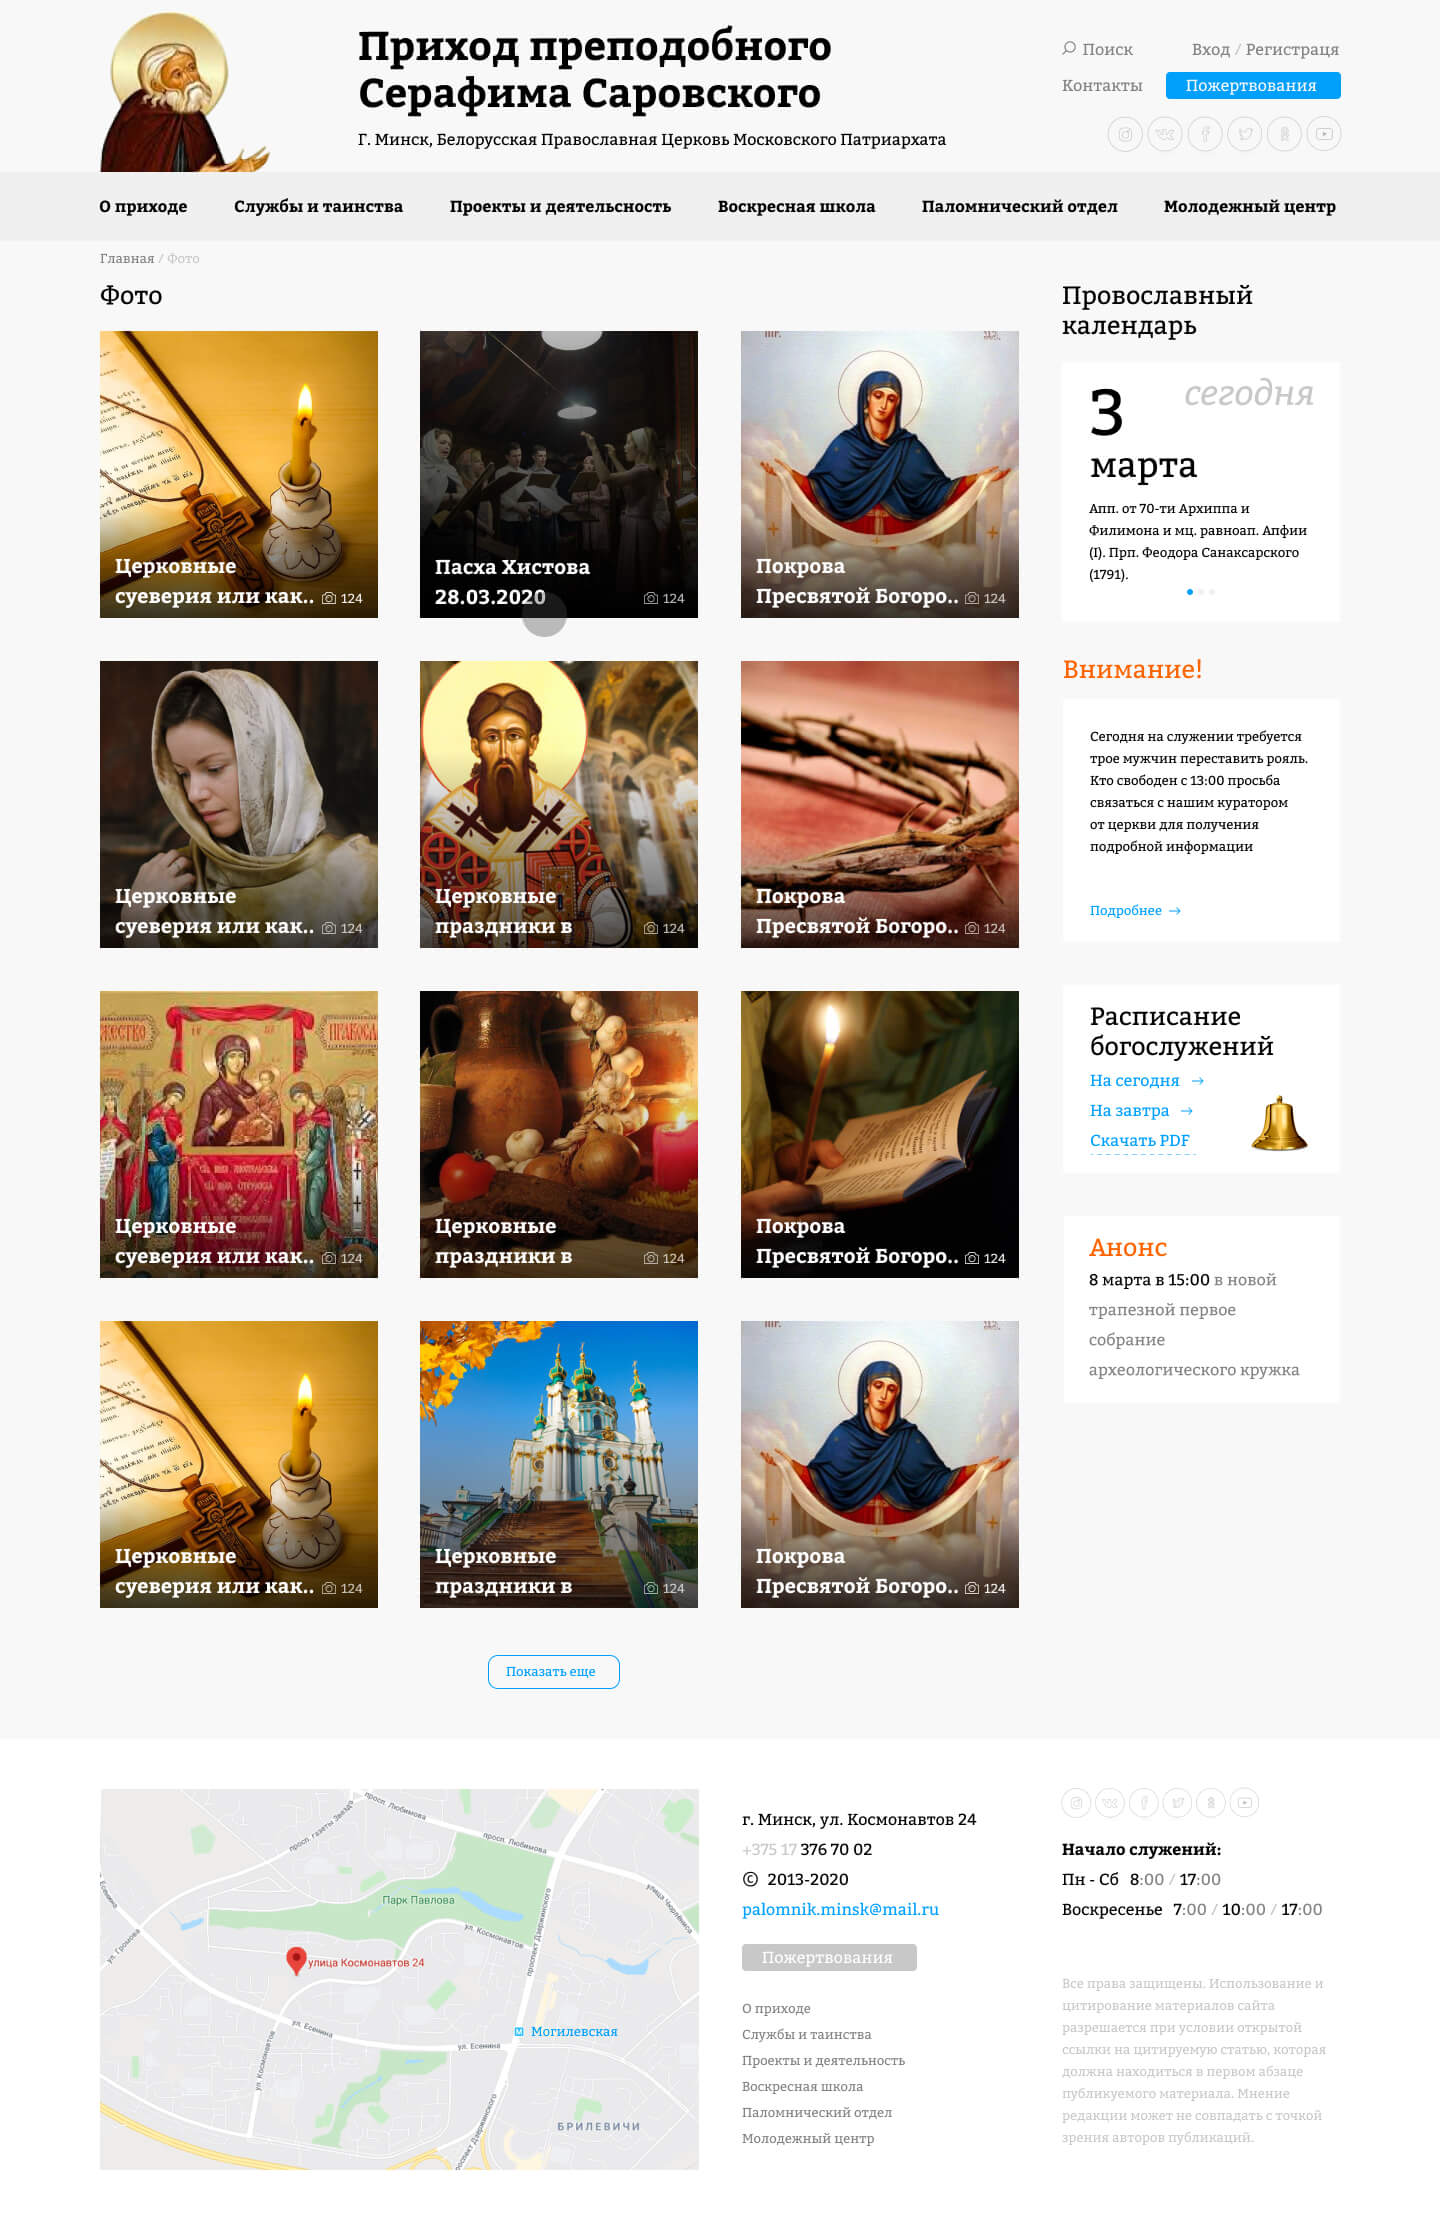 Приход преподобного
Серафима Саровского
Г. Минск, Белорусская Православная Церковь Московского Патриархата
Поиск
Вход / Регистраця
Контакты
Пожертвования
О приходе
Службы и таинства
Проекты и деятельсность
Воскресная школа
Паломнический отдел
Молодежный центр
Главная / Фото
Фото
Церковные
суеверия или как.. 124
Пасха Хистова
28.03.2020 124
Покрова
Пресвятой Богоро.. 124
Церковные
суеверия или как.. 124
Церковные
праздники в 124
Покрова
Пресвятой Богоро.. 124
Церковные
суеверия или как.. 124
Церковные
праздники в 124
Покрова
Пресвятой Богоро.. 124
Церковные
суеверия или как.. 124
Церковные
праздники в 124
Покрова
Пресвятой Богоро.. 124
Показать еще
Провославный
календарь
сегодня
3
марта
Апп. от 70-ти Архиппа и
Филимона и мц. равноап. Апфии
(I). Прп. Феодора Санаксарского
(1791).
Внимание!
Сегодня на служении требуется
трое мужчин переставить рояль.
Кто свободен с 13:00 просьба
связаться с нашим куратором
от церкви для получения
подробной информации
Подробнее →
Расписание
богослужений
На сегодня →
На завтра →
Скачать PDF
Анонс
8 марта в 15:00 в новой
трапезной первое
собрание
археологического кружка
просп. газеты Звезда
просп. Любимова
просп. Любимова
ул. Есенина
ул. Громова
Парк Павлова
ул. Космонавтов
проспект Дзержинского
улица Чюрлёниса
улица Космонавтов 24
ул. Есенина
Могилевская
ул. Есенина
ул. Космонавтов
проспект Дзержинского
БРИЛЕВИЧИ
г. Минск, ул. Космонавтов 24
+375 17 376 70 02
© 2013-2020
palomnik.minsk@mail.ru
Пожертвования
О приходе
Службы и таинства
Проекты и деятельность
Воскресная школа
Паломнический отдел
Молодежный центр
Начало служений:
Пн - Сб 8:00 / 17:00
Воскресенье 7:00 / 10:00 / 17:00
Все права защищены. Использование и
цитирование материалов сайта
разрешается при условии открытой
ссылки на цитируемую статью, которая
должна находиться в первом абзаце
публикуемого материала. Мнение
редакции может не совпадать с точкой
зрения авторов публикаций.